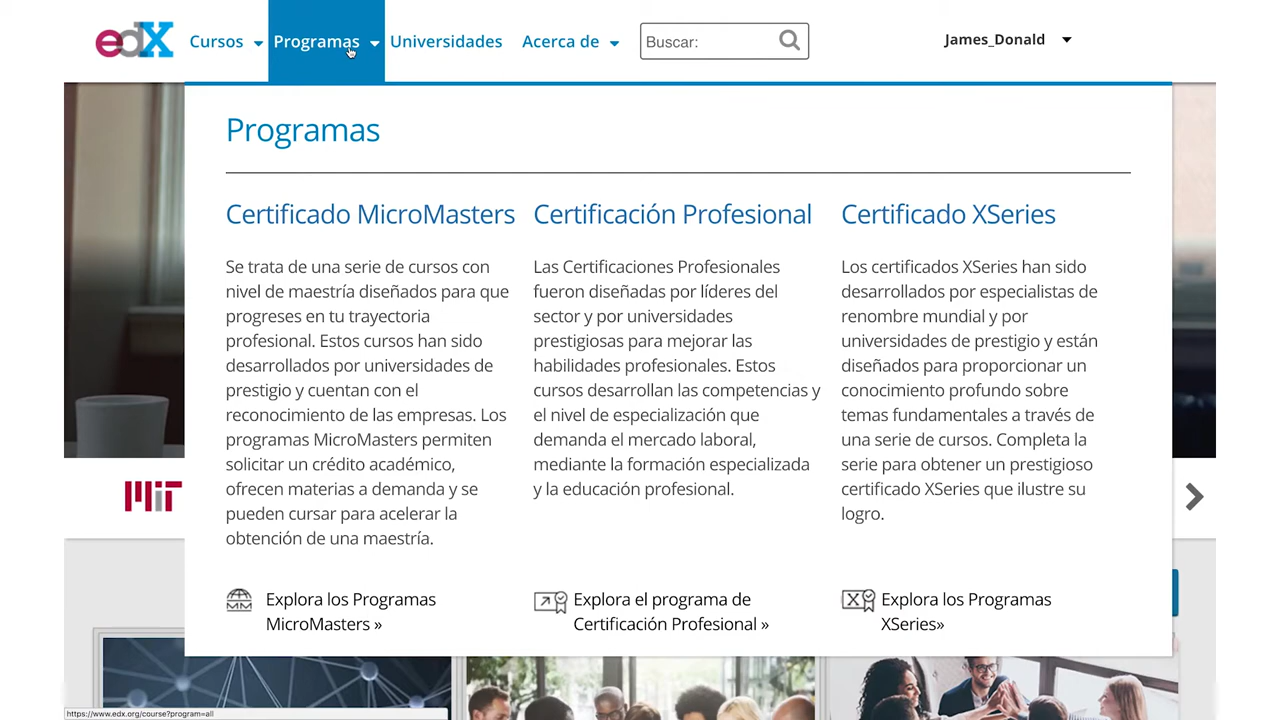 edX Cursos Programas Universidades Acerca de Buscar: James_Donald
Programas
Certificado MicroMasters
Se trata de una serie de cursos con
nivel de maestría diseñados para que
progreses en tu trayectoria
profesional. Estos cursos han sido
desarrollados por universidades de
prestigio y cuentan con el
reconocimiento de las empresas. Los
programas MicroMasters permiten
solicitar un crédito académico,
ofrecen materias a demanda y se
pueden cursar para acelerar la
obtención de una maestría.
MM
Explora los Programas
MicroMasters »
Certificación Profesional
Las Certificaciones Profesionales
fueron diseñadas por líderes del
sector y por universidades
prestigiosas para mejorar las
habilidades profesionales. Estos
cursos desarrollan las competencias y
el nivel de especialización que
demanda el mercado laboral,
mediante la formación especializada
y la educación profesional.
Explora el programa de
Certificación Profesional »
Certificado XSeries
Los certificados XSeries han sido
desarrollados por especialistas de
renombre mundial y por
universidades de prestigio y están
diseñados para proporcionar un
conocimiento profundo sobre
temas fundamentales a través de
una serie de cursos. Completa la
serie para obtener un prestigioso
certificado XSeries que ilustre su
logro.
X
Explora los Programas
XSeries»
MIT
https://www.edx.org/course?program=all